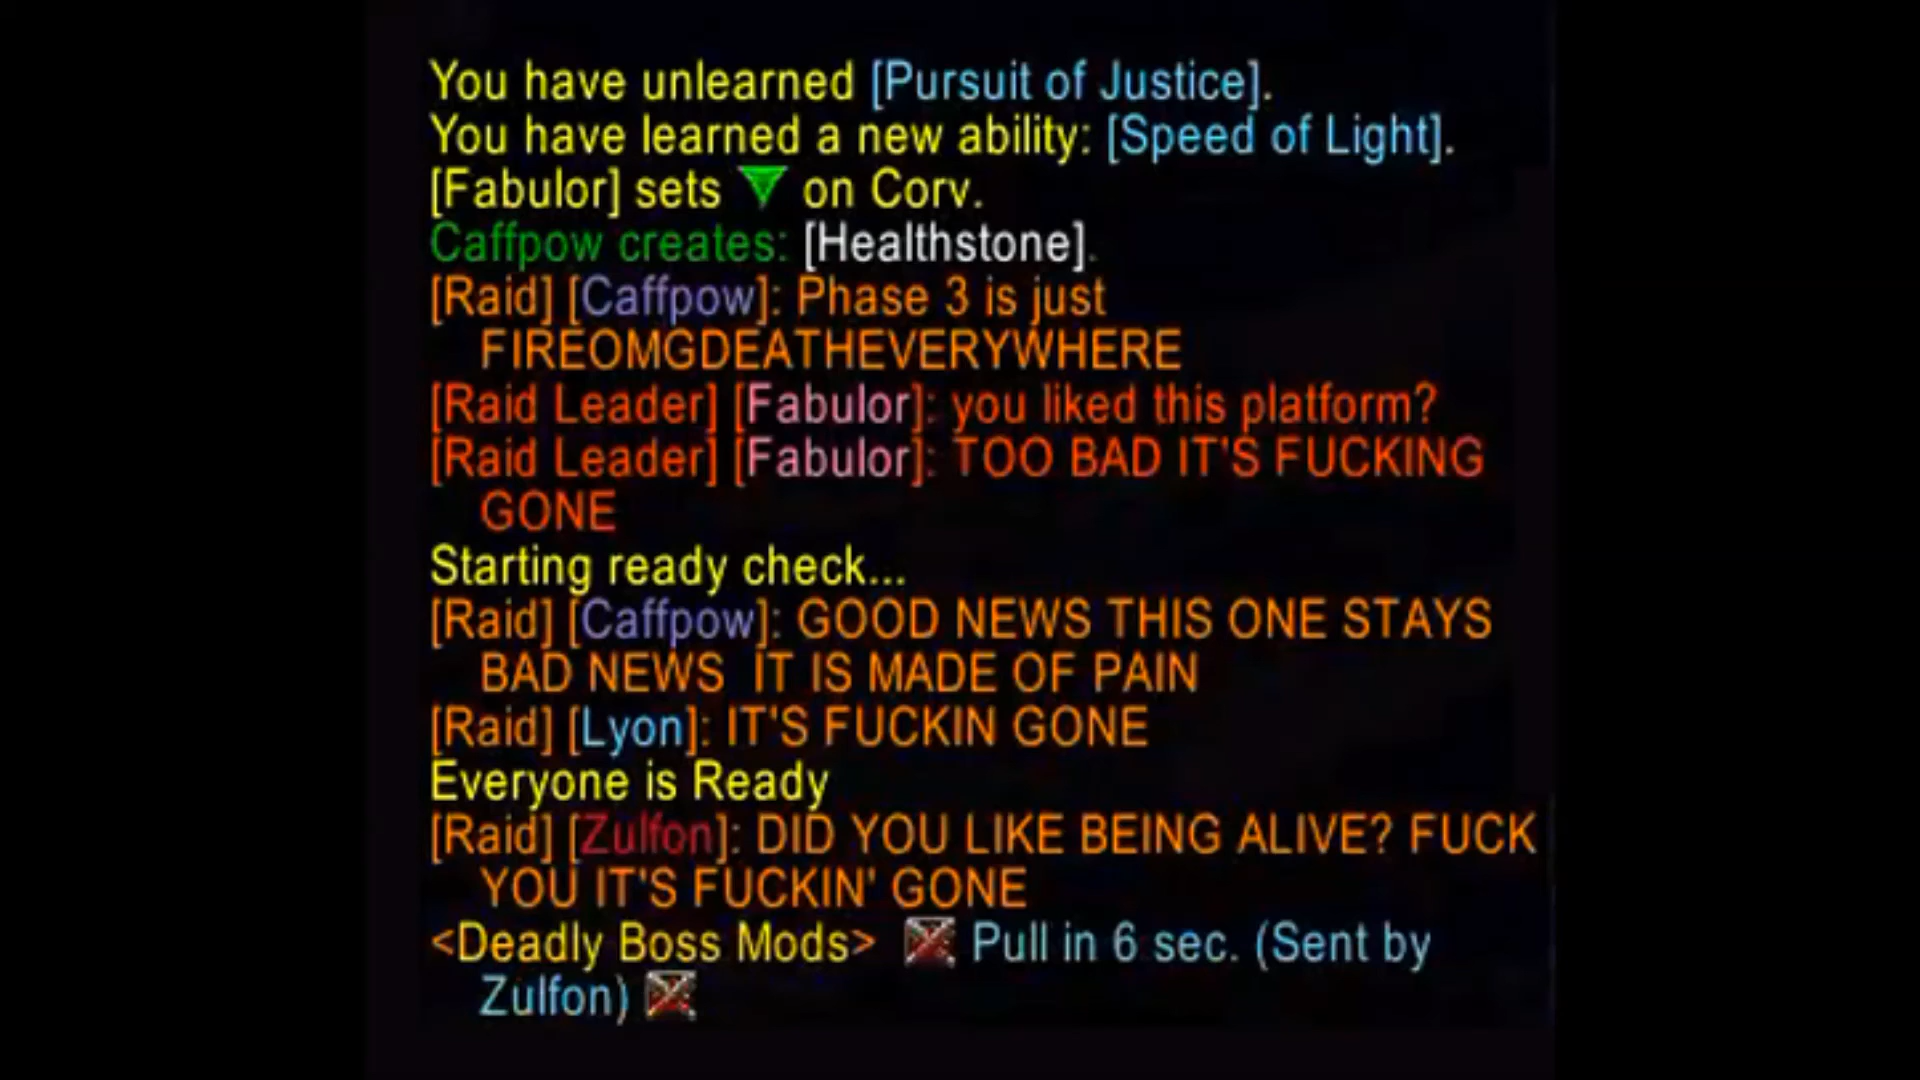 You have unlearned [Pursuit of Justice].
You have learned a new ability: [Speed of Light].
[Fabulor] sets on Corv.
Caffpow creates: [Healthstone].
[Raid] [Caffpow]: Phase 3 is just
FIREOMGDEATHEVERYWHERE
[Raid Leader] [Fabulor]: you liked this platform?
[Raid Leader] [Fabulor]: TOO BAD IT'S FUCKING
GONE
Starting ready check...
[Raid] [Caffpow]: GOOD NEWS THIS ONE STAYS
BAD NEWS  IT IS MADE OF PAIN
[Raid] [Lyon]: IT'S FUCKIN GONE
Everyone is Ready
[Raid] [Zulfon]: DID YOU LIKE BEING ALIVE? FUCK
YOU IT'S FUCKIN' GONE
<Deadly Boss Mods> Pull in 6 sec. (Sent by
Zulfon)